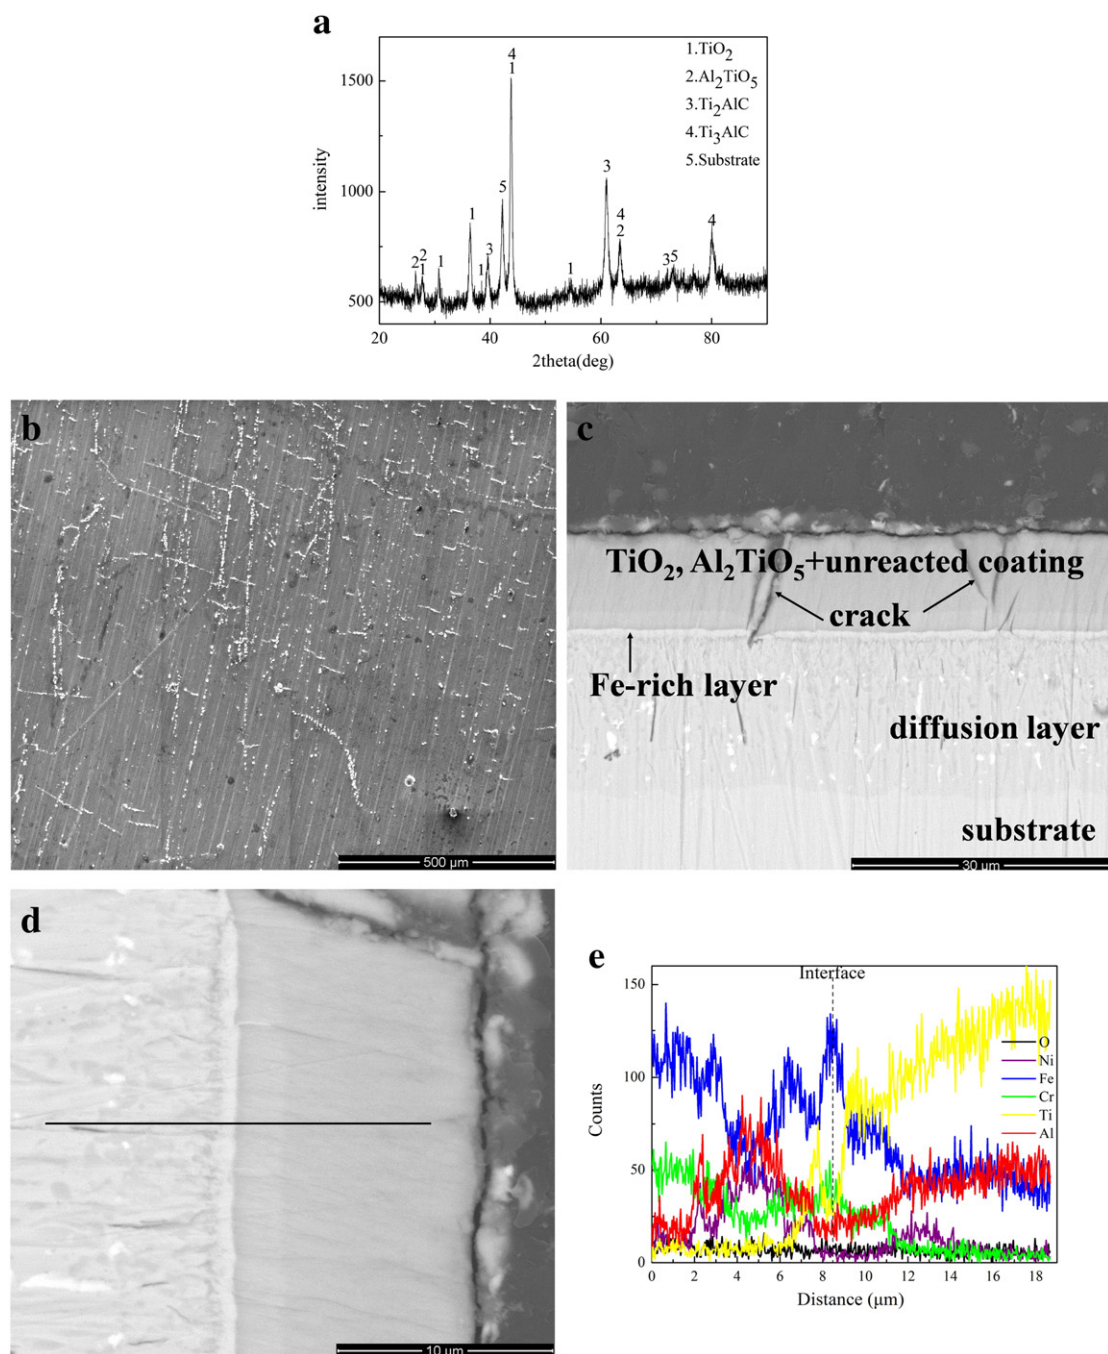 a
1.TiO2
2.Al2TiO5
3.Ti2AlC
4.Ti3AlC
5.Substrate
4
1
5
3
1
4
2
4
2
2
1
1
1
3
1
3
5
1500
1000
500
intensity
20
40
60
80
2theta(deg)
b
500 µm
c
TiO2, Al2TiO5+unreacted coating
crack
Fe-rich layer
diffusion layer
substrate
30 µm
d
10 µm
e
Interface
150
100
50
0
Counts
O
Ni
Fe
Cr
Ti
Al
0
2
4
6
8
10
12
14
16
18
Distance (µm)